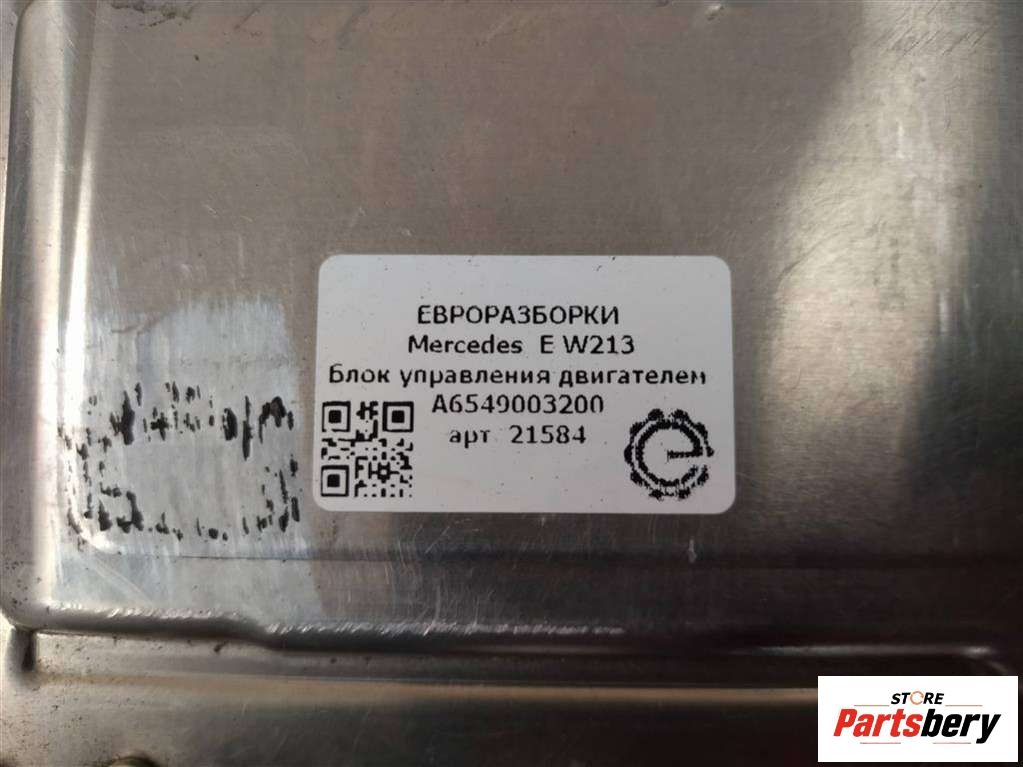 ЕВРОРАЗБОРКИ
Mercedes E W213
Блок управления двигателем
A6549003200
арт. 21584
STORE
Partsbery